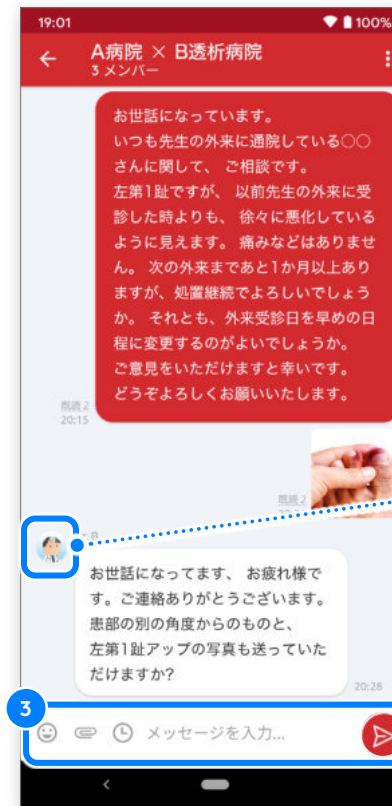 19:01 100%
A病院 × B透析病院
3 メンバー
お世話になっています。
いつも先生の外来に通院している○○
さんに関して、 ご相談です。
左第1趾ですが、 以前先生の外来に受
診した時よりも、 徐々に悪化している
ように見えます。 痛みなどはありませ
ん。 次の外来まであと1か月以上あり
ますが、処置継続でよろしいでしょう
か。 それとも、外来受診日を早めの日
程に変更するのがよいでしょうか。
ご意見をいただけますと幸いです。
どうぞよろしくお願いいたします。
既読 2
20:15
既読 2
B
お世話になってます、 お疲れ様で
す。ご連絡ありがとうございます。
患部の別の角度からのものと、
左第1趾アップの写真も送っていた
だけますか?
20:28
3
メッセージを入力...